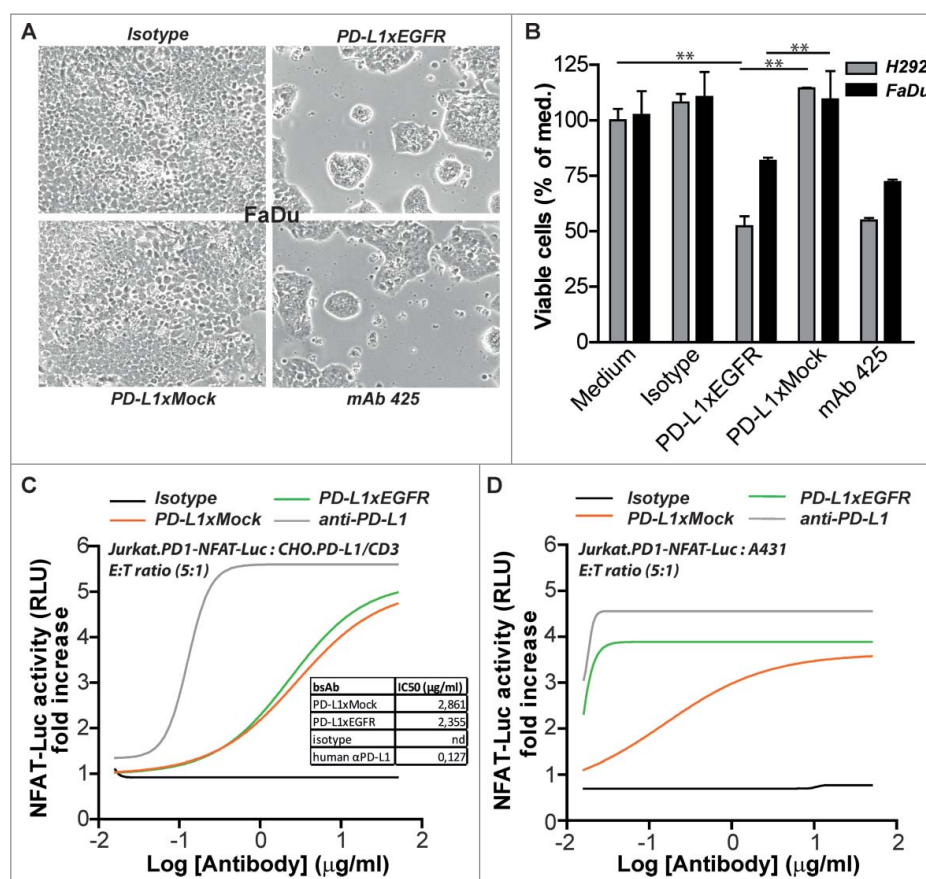 A
Isotype
PD-L1xEGFR
FaDu
PD-L1xMock
mAb 425
B
**
**
**
H292
FaDu
Viable cells (% of med.)
125
100
75
50
25
0
Medium
Isotype
PD-L1xEGFR
PD-L1xMock
mAb 425
C
Isotype
PD-L1xEGFR
PD-L1xMock
anti-PD-L1
Jurkat.PD1-NFAT-Luc : CHO.PD-L1/CD3
E:T ratio (5:1)
NFAT-Luc activity (RLU)
fold increase
6
5
4
3
2
1
0
bsAb IC50 (µg/ml)
PD-L1xMock 2,861
PD-L1xEGFR 2,355
isotype nd
human αPD-L1 0,127
-2 -1 0 1 2
Log [Antibody] (µg/ml)
D
Isotype
PD-L1xEGFR
PD-L1xMock
anti-PD-L1
Jurkat.PD1-NFAT-Luc : A431
E:T ratio (5:1)
NFAT-Luc activity (RLU)
fold increase
6
5
4
3
2
1
0
-2 -1 0 1 2
Log [Antibody] (µg/ml)